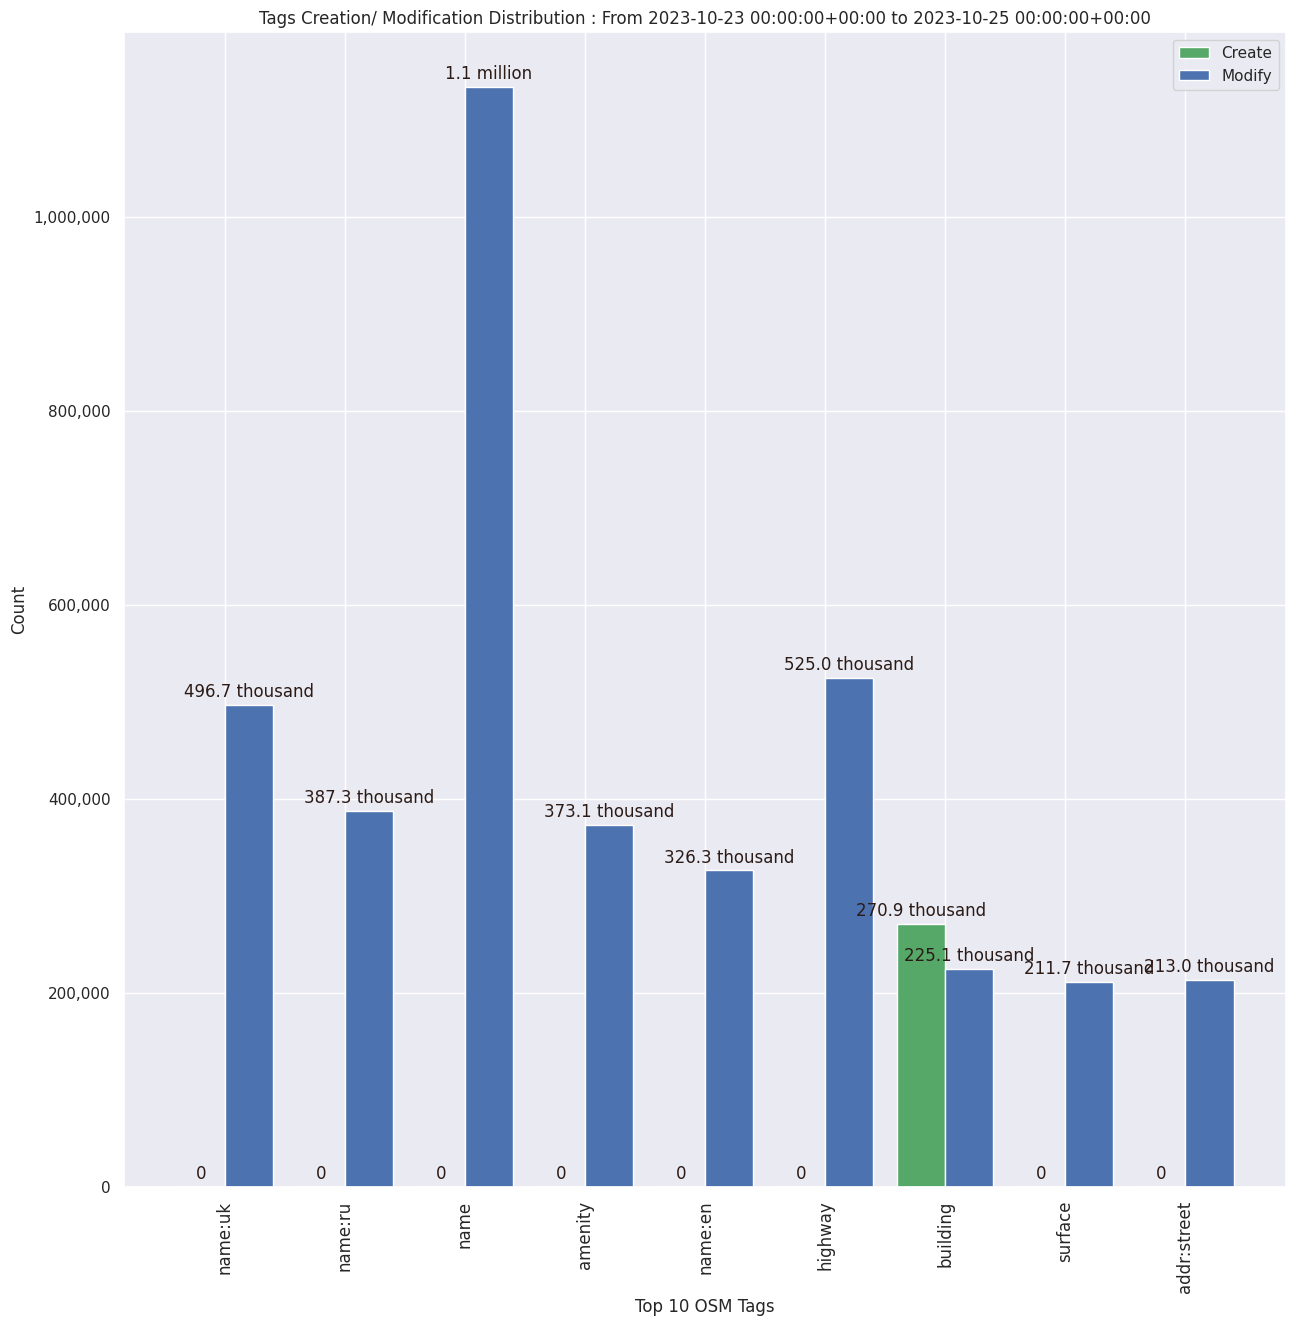 Tags Creation/ Modification Distribution : From 2023-10-23 00:00:00+00:00 to 2023-10-25 00:00:00+00:00
Create
Modify
1.1 million
1,000,000
800,000
600,000
400,000
200,000
0
Count
496.7 thousand
387.3 thousand
373.1 thousand
326.3 thousand
525.0 thousand
270.9 thousand
225.1 thousand
211.7 thousand
213.0 thousand
0
0
0
0
0
0
0
0
name:uk
name:ru
name
amenity
name:en
highway
building
surface
addr:street
Top 10 OSM Tags